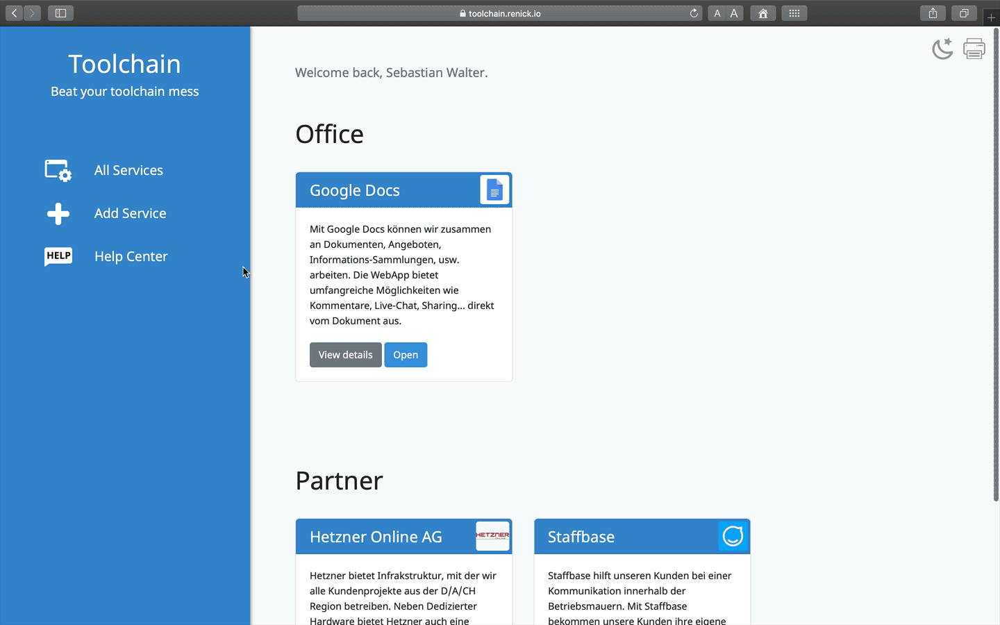 toolchain.renick.io
A A
Toolchain
Beat your toolchain mess
All Services
Add Service
HELP Help Center
Welcome back, Sebastian Walter.
Office
Google Docs
Mit Google Docs können wir zusammen
an Dokumenten, Angeboten,
Informations-Sammlungen, usw.
arbeiten. Die WebApp bietet
umfangreiche Möglichkeiten wie
Kommentare, Live-Chat, Sharing... direkt
vom Dokument aus.
View details Open
Partner
Hetzner Online AG
HETZNER
ONLINE
Hetzner bietet Infrakstruktur, mit der wir
alle Kundenprojekte aus der D/A/CH
Region betreiben. Neben Dedizierter
Hardware bietet Hetzner auch eine
Staffbase
Staffbase hilft unseren Kunden bei einer
Kommunikation innerhalb der
Betriebsmauern. Mit Staffbase
bekommen unsere Kunden ihre eigene